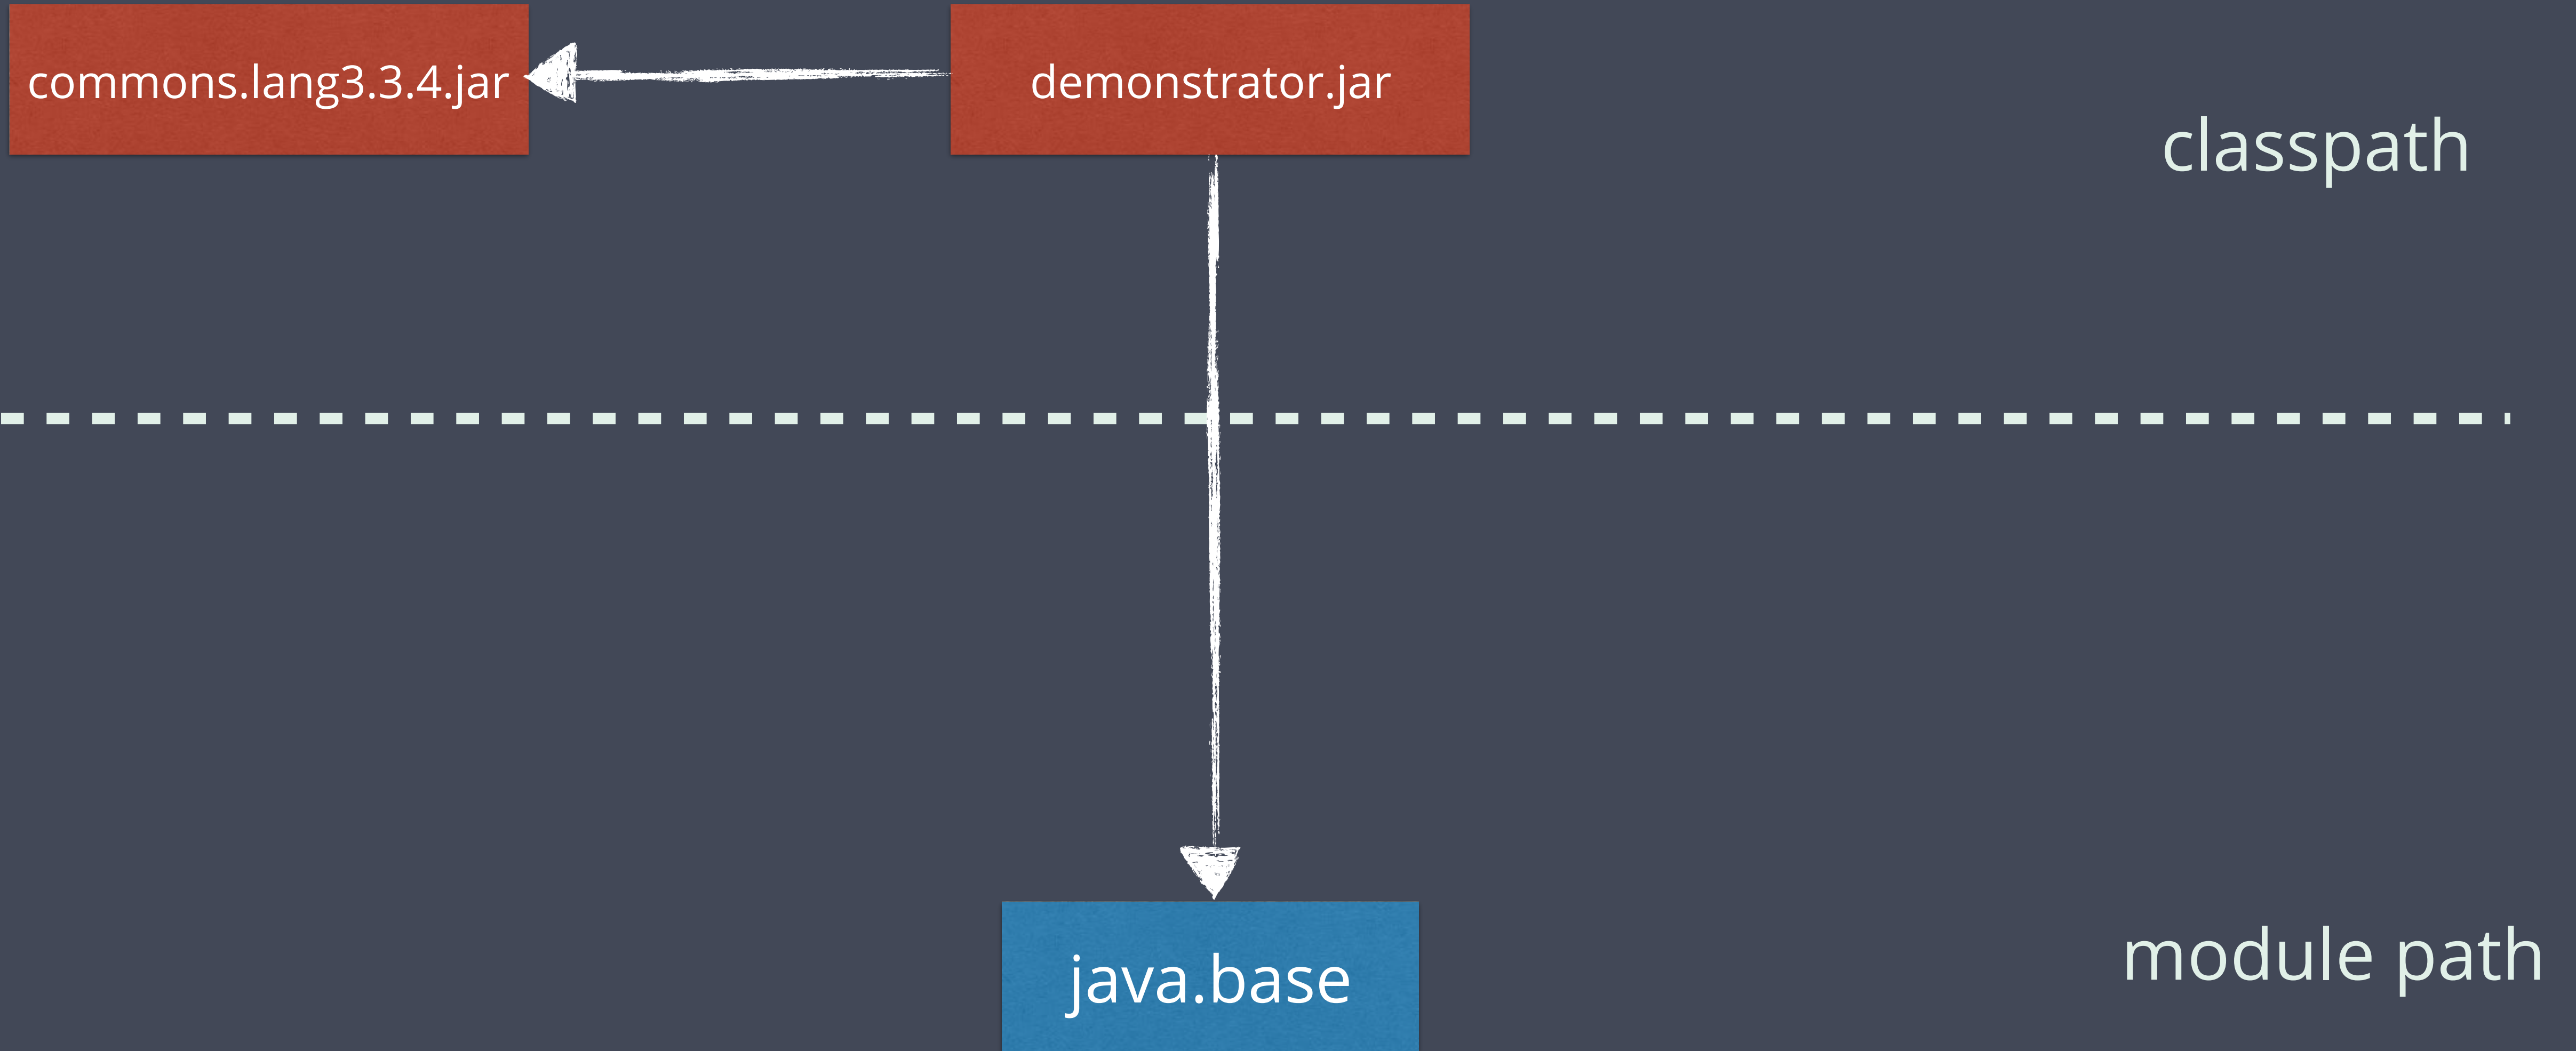 commons.lang3.3.4.jar
demonstrator.jar
classpath
module path
java.base